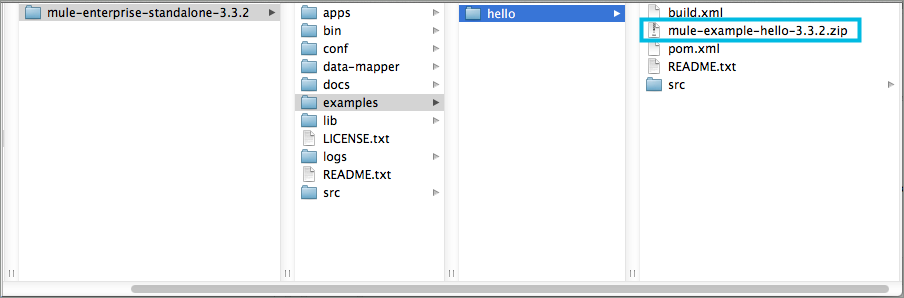 mule-enterprise-standalone-3.3.2
apps
bin
conf
data-mapper
docs
examples
lib
LICENSE.txt
logs
README.txt
src
hello
build.xml
mule-example-hello-3.3.2.zip
pom.xml
README.txt
src